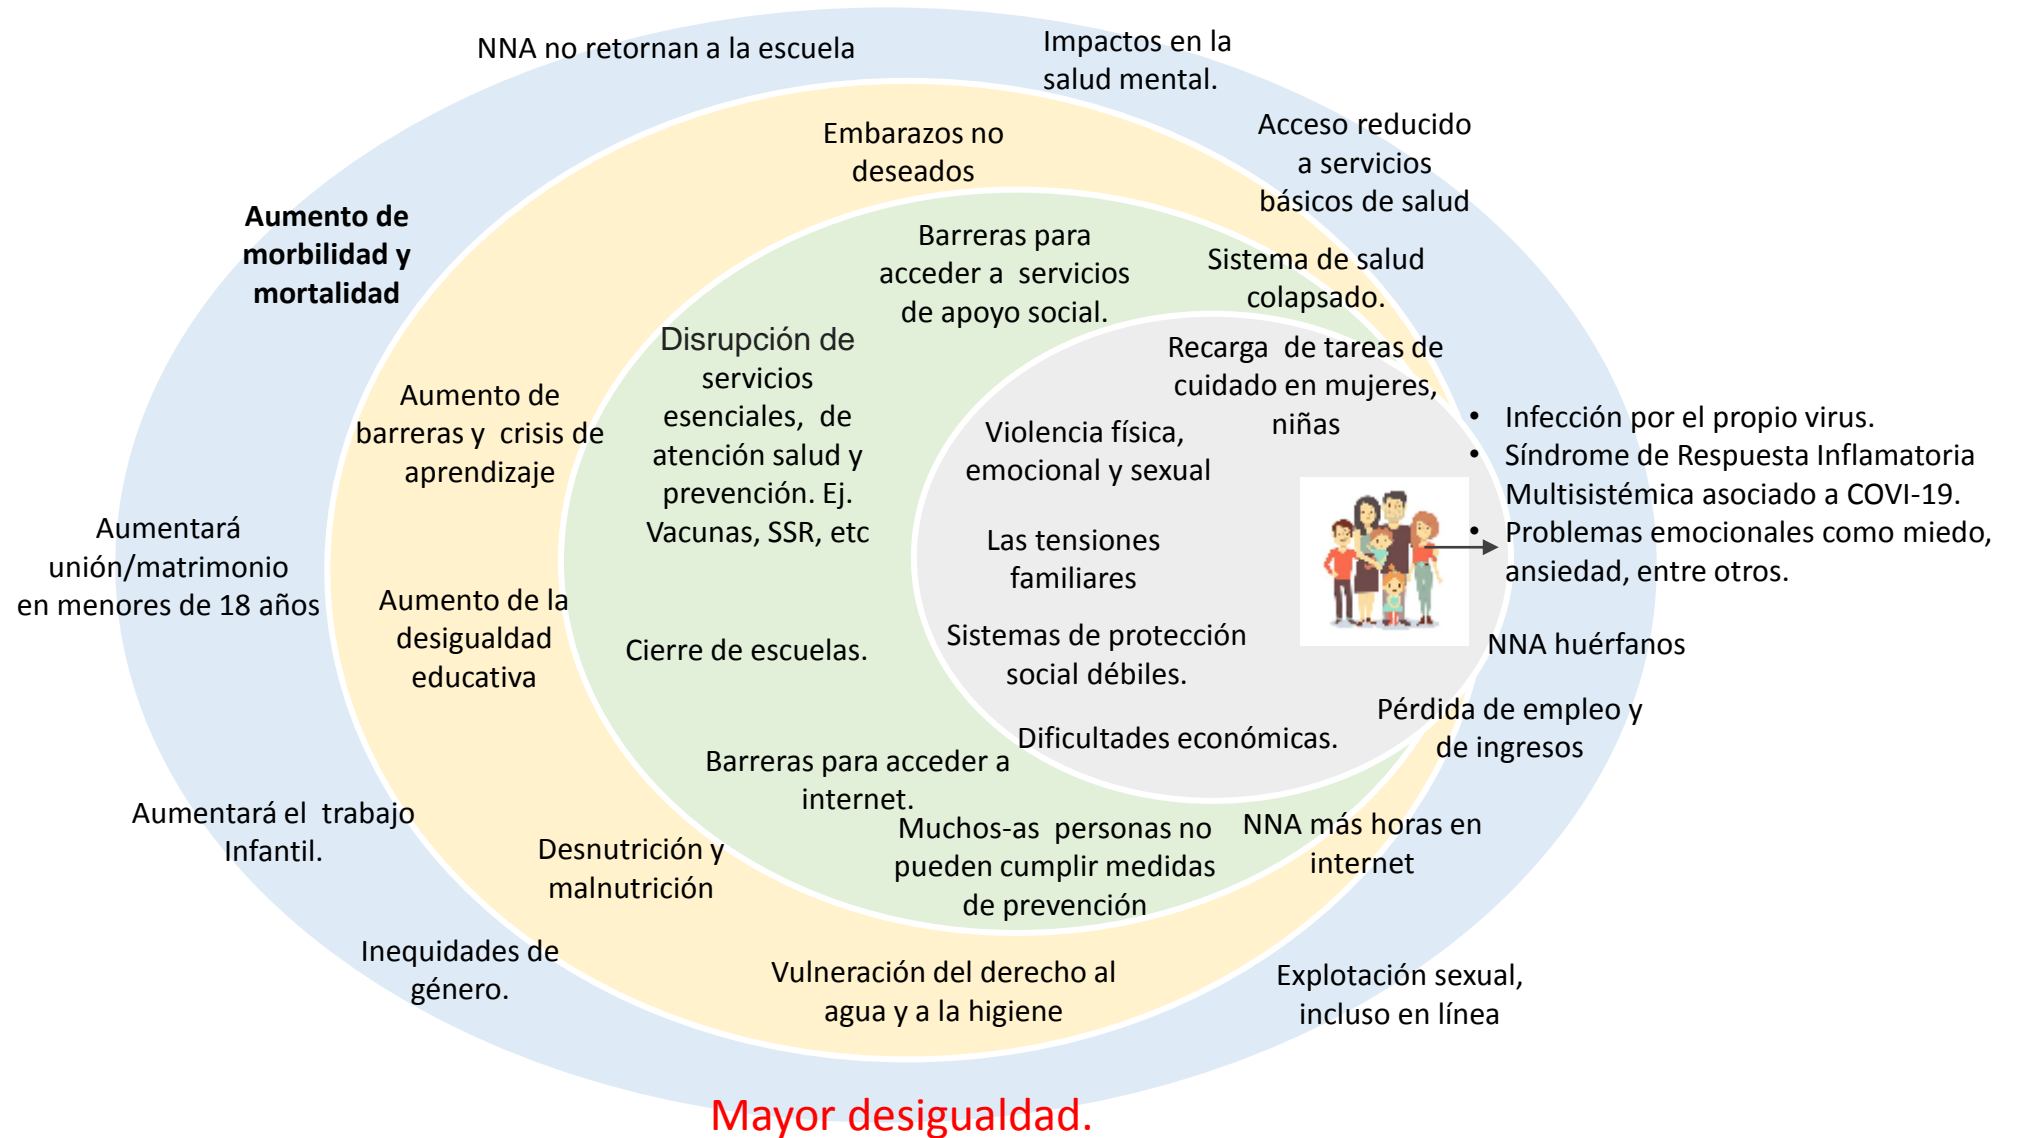 NNA no retornan a la escuela
Impactos en la
salud mental.
Acceso reducido
a servicios
básicos de salud
Embarazos no
deseados
Aumento de
morbilidad y
mortalidad
Barreras para
acceder a servicios
de apoyo social.
Sistema de salud
colapsado.
Disrupción de
servicios
esenciales, de
atención salud y
prevención. Ej.
Vacunas, SSR, etc
Recarga de tareas de
cuidado en mujeres,
niñas
Aumento de
barreras y crisis de
aprendizaje
Violencia física,
emocional y sexual
• Infección por el propio virus.
• Síndrome de Respuesta Inflamatoria
Multisistémica asociado a COVI-19.
• Problemas emocionales como miedo,
ansiedad, entre otros.
Aumentará
unión/matrimonio
en menores de 18 años
Las tensiones
familiares
Aumento de la
desigualdad
educativa
Cierre de escuelas.
Sistemas de protección
social débiles.
NNA huérfanos
Pérdida de empleo y
de ingresos
Dificultades económicas.
Barreras para acceder a
internet.
Aumentará el trabajo
Infantil.
Desnutrición y
malnutrición
Muchos-as personas no
pueden cumplir medidas
de prevención
NNA más horas en
internet
Inequidades de
género.
Vulneración del derecho al
agua y a la higiene
Explotación sexual,
incluso en línea
Mayor desigualdad.